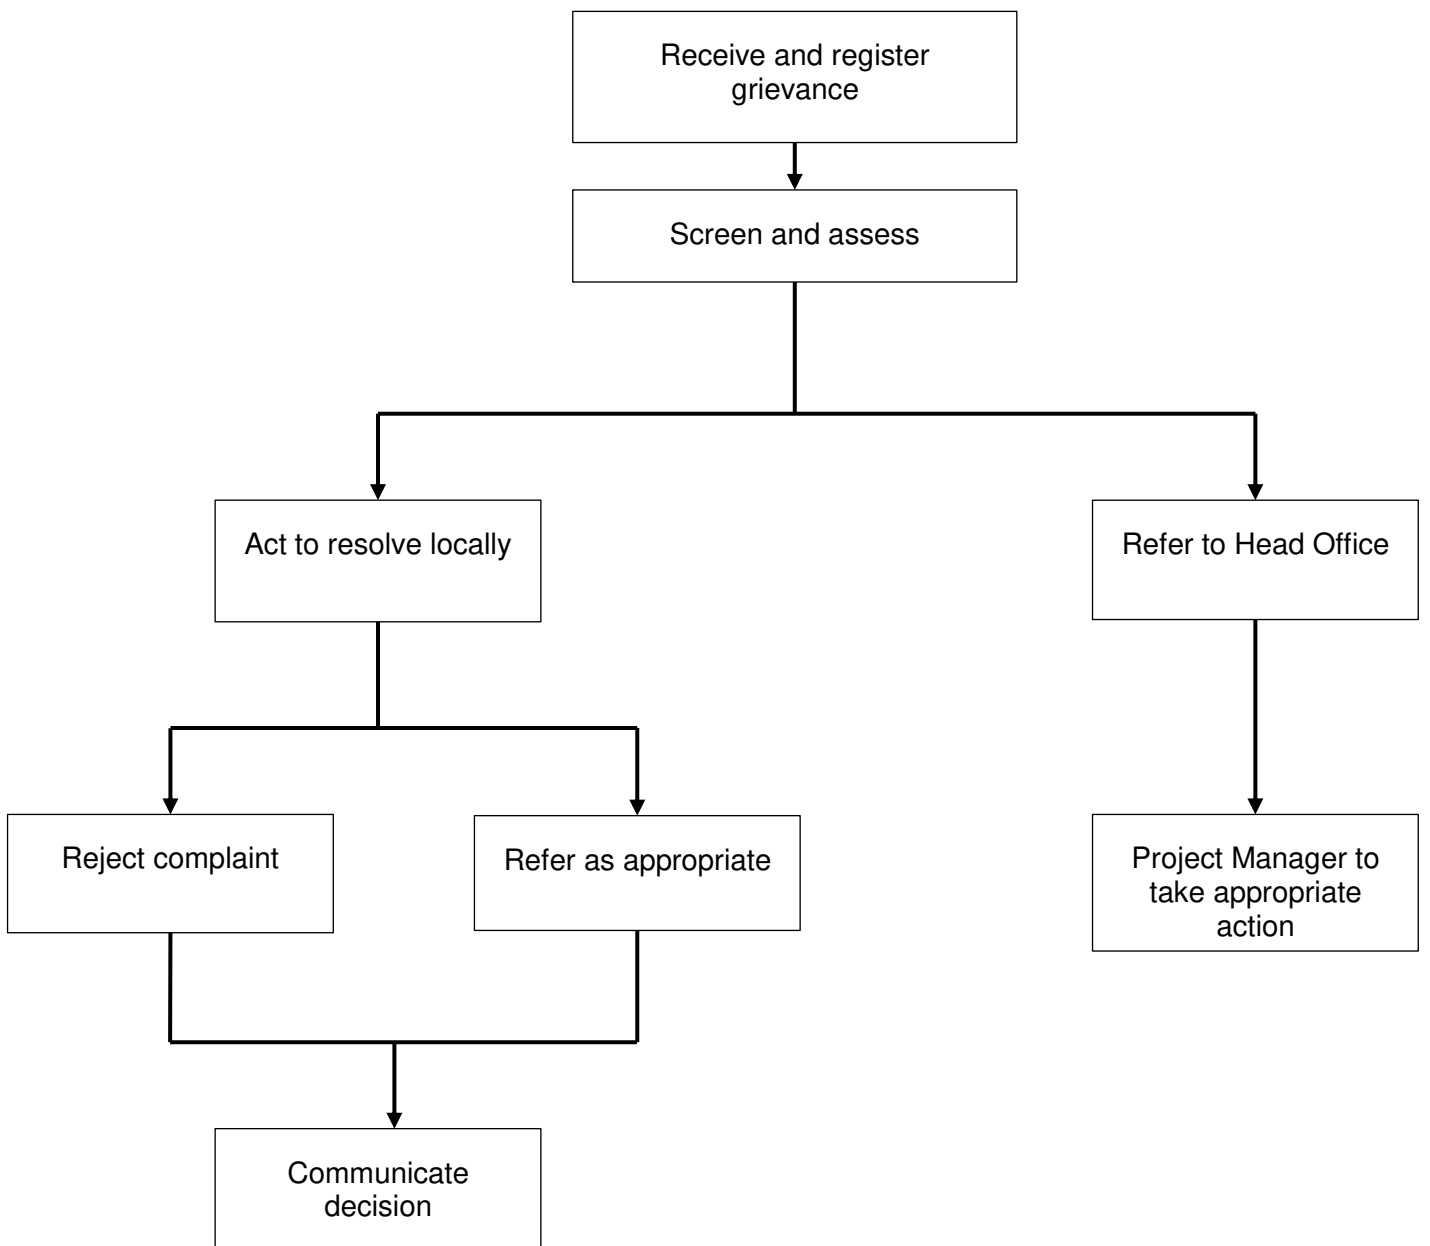 Receive and register
grievance
Screen and assess
Act to resolve locally
Refer to Head Office
Reject complaint
Refer as appropriate
Project Manager to
take appropriate
action
Communicate
decision